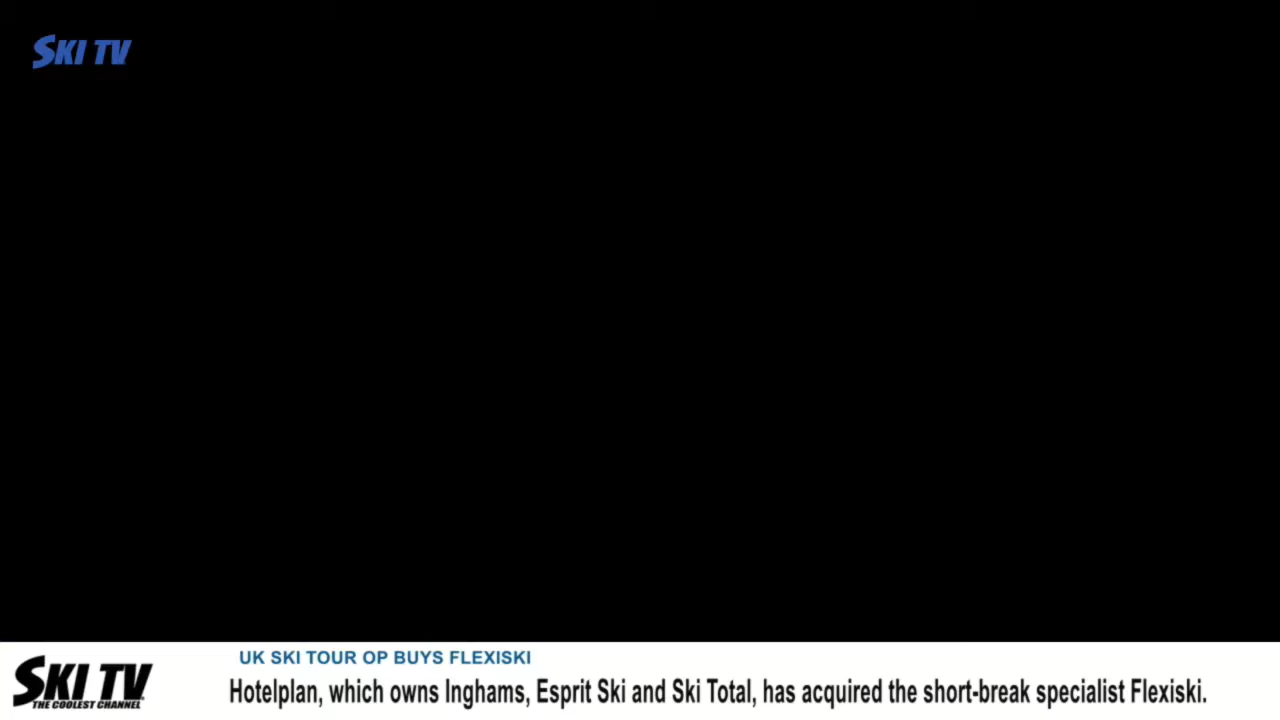 SKI TV
UK SKI TOUR OP BUYS FLEXISKI
SKI TV
THE COOLEST CHANNEL
Hotelplan, which owns Inghams, Esprit Ski and Ski Total, has acquired the short-break specialist Flexiski.